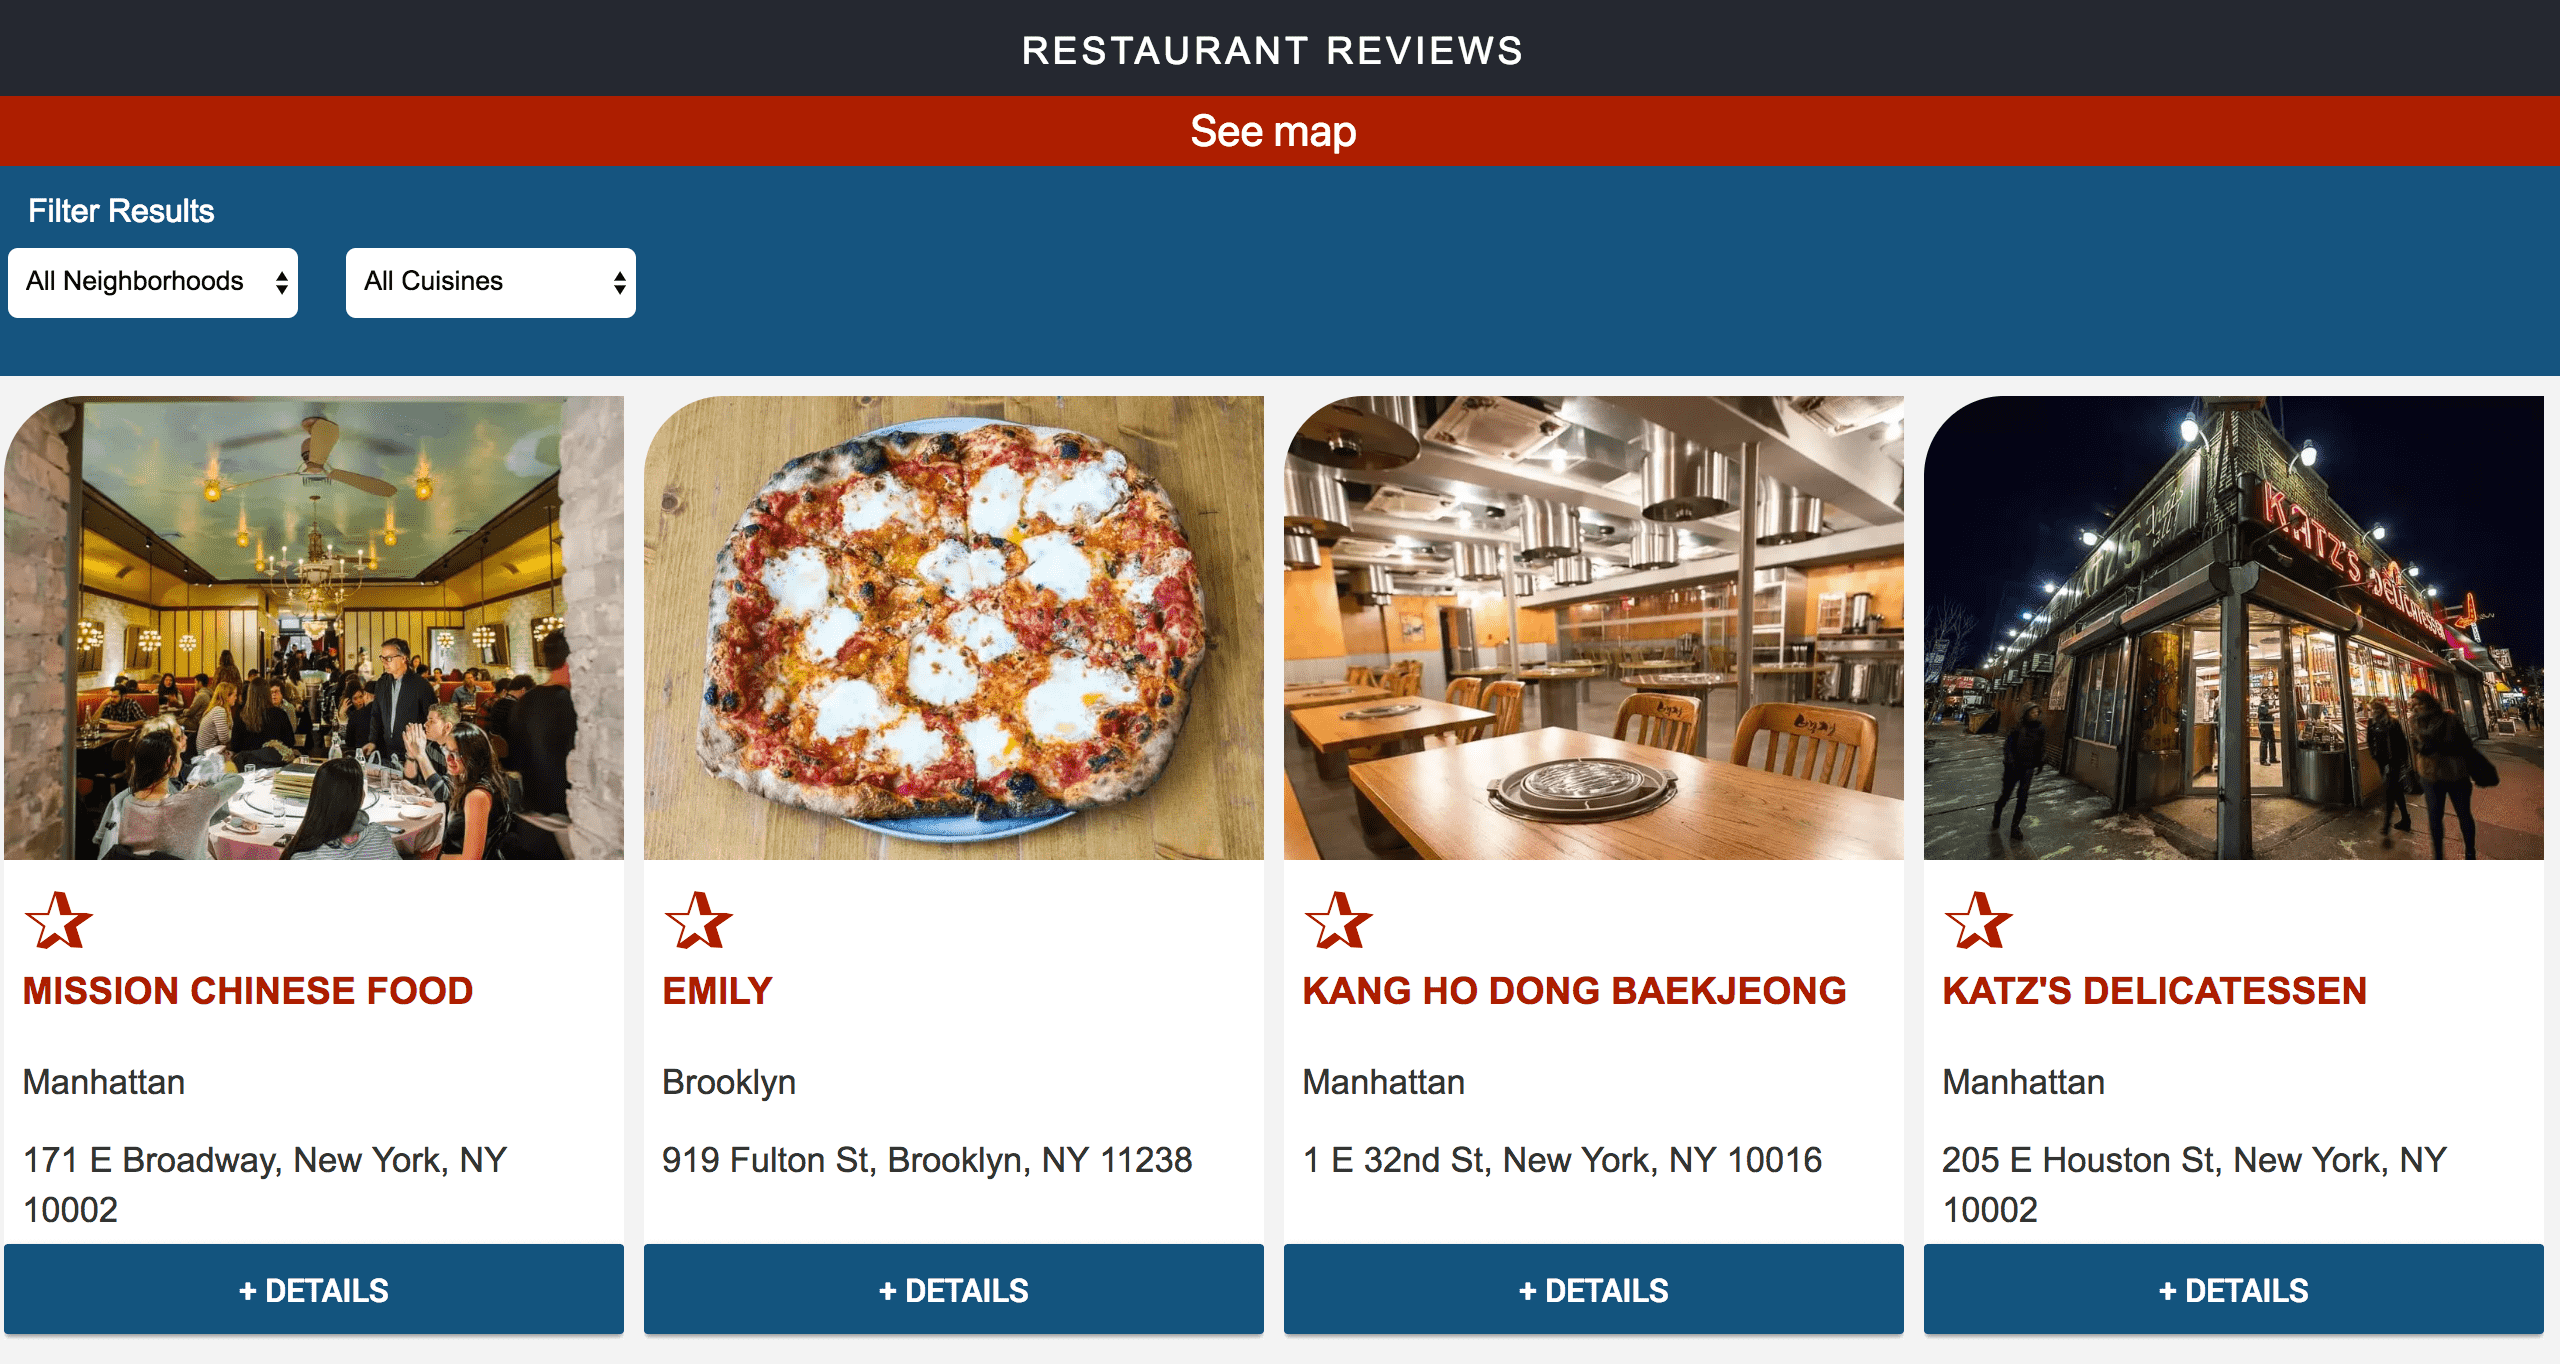 RESTAURANT REVIEWS
See map
Filter Results
All Neighborhoods
All Cuisines
KATZ'S
KATZ'S Delicatessen
MISSION CHINESE FOOD
Manhattan
171 E Broadway, New York, NY
10002
+ DETAILS
EMILY
Brooklyn
919 Fulton St, Brooklyn, NY 11238
+ DETAILS
KANG HO DONG BAEKJEONG
Manhattan
1 E 32nd St, New York, NY 10016
+ DETAILS
KATZ'S DELICATESSEN
Manhattan
205 E Houston St, New York, NY
10002
+ DETAILS